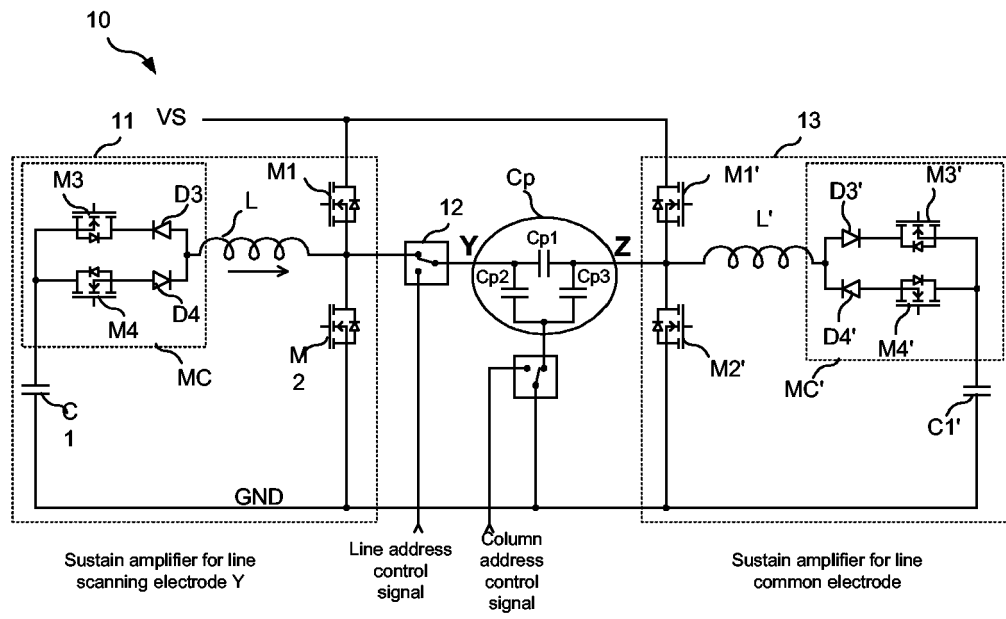 10
VS
11
13
M3
D3
L
M1
12
Cp
M1'
L'
D3'
M3'
Y
Cp1
Z
Cp2
Cp3
M4
D4
M
2
M2'
D4'
M4'
MC
MC'
C
1
C1'
GND
Sustain amplifier for line
scanning electrode Y
Line address
control
signal
Column
address
control
signal
Sustain amplifier for line
common electrode